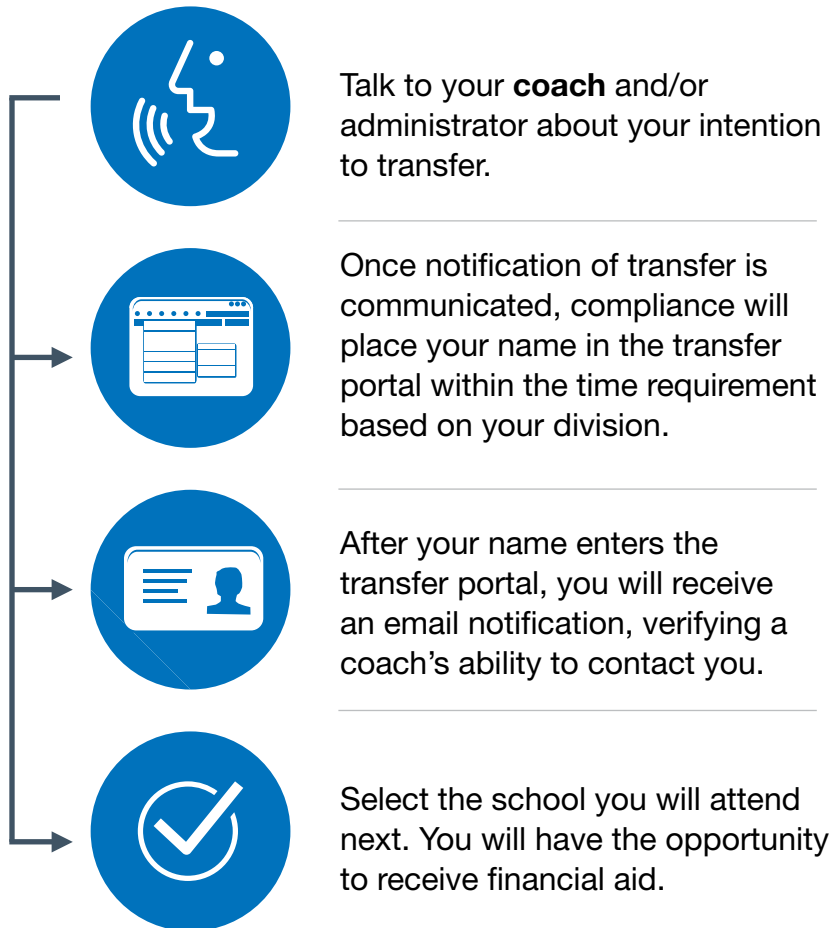 Talk to your coach and/or
administrator about your intention
to transfer.
Once notification of transfer is
communicated, compliance will
place your name in the transfer
portal within the time requirement
based on your division.
After your name enters the
transfer portal, you will receive
an email notification, verifying a
coach’s ability to contact you.
Select the school you will attend
next. You will have the opportunity
to receive financial aid.